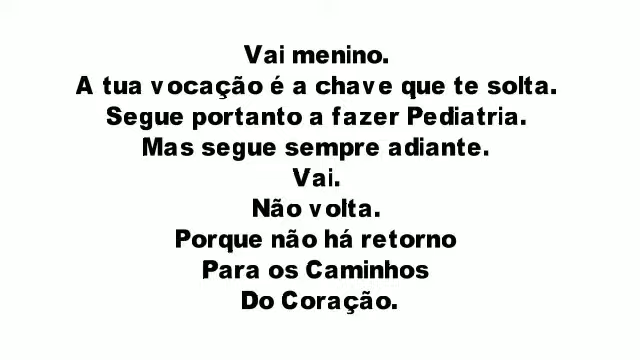 Vai menino.
A tua vocação é a chave que te solta.
Segue portanto a fazer Pediatria.
Mas segue sempre adiante.
Vai.
Não volta.
Porque não há retorno
Para os Caminhos
Do Coração.